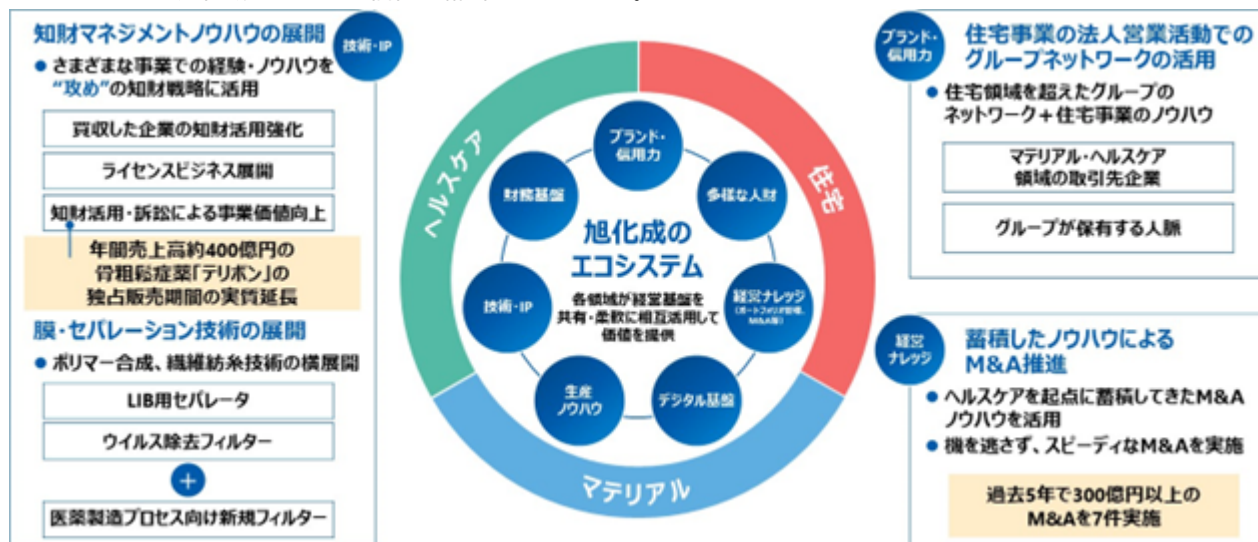 知財マネジメントノウハウの展開
技術・IP
● さまざまな事業での経験・ノウハウを
“攻め”の知財戦略に活用
買収した企業の知財活用強化
ライセンスビジネス展開
知財活用・訴訟による事業価値向上
年間売上高約400億円の
骨粗鬆症薬「テリボン」の
独占販売期間の実質延長
膜・セパレーション技術の展開
● ポリマー合成、繊維紡糸技術の横展開
LIB用セパレータ
ウイルス除去フィルター
+
医薬製造プロセス向け新規フィルター
ヘルスケア
住宅
マテリアル
ブランド・
信用力
財務基盤
多様な人財
旭化成の
エコシステム
各領域が経営基盤を
共有・柔軟に相互活用して
価値を提供
技術・IP
経営ナレッジ
(ポートフォリオ管理、
M&A等)
生産
ノウハウ
デジタル基盤
ブランド・
信用力
住宅事業の法人営業活動での
グループネットワークの活用
● 住宅領域を超えたグループの
ネットワーク+住宅事業のノウハウ
マテリアル・ヘルスケア
領域の取引先企業
グループが保有する人脈
経営
ナレッジ
蓄積したノウハウによる
M&A推進
● ヘルスケアを起点に蓄積してきたM&A
ノウハウを活用
● 機を逃さず、スピーディなM&Aを実施
過去5年で300億円以上の
M&Aを7件実施